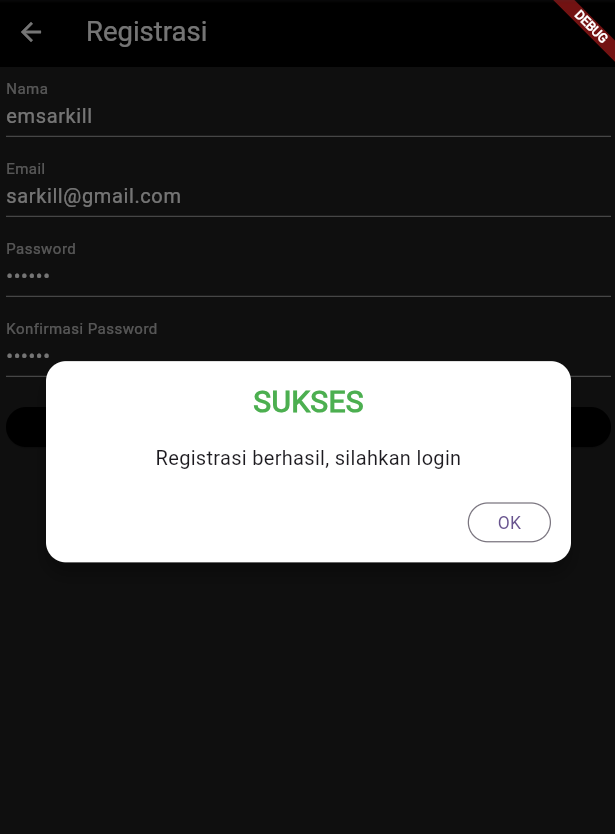 Registrasi
DEBUG
Nama
emsarkill
Email
sarkill@gmail.com
Password
••••••
Konfirmasi Password
••••••
SUKSES
Registrasi berhasil, silahkan login
OK